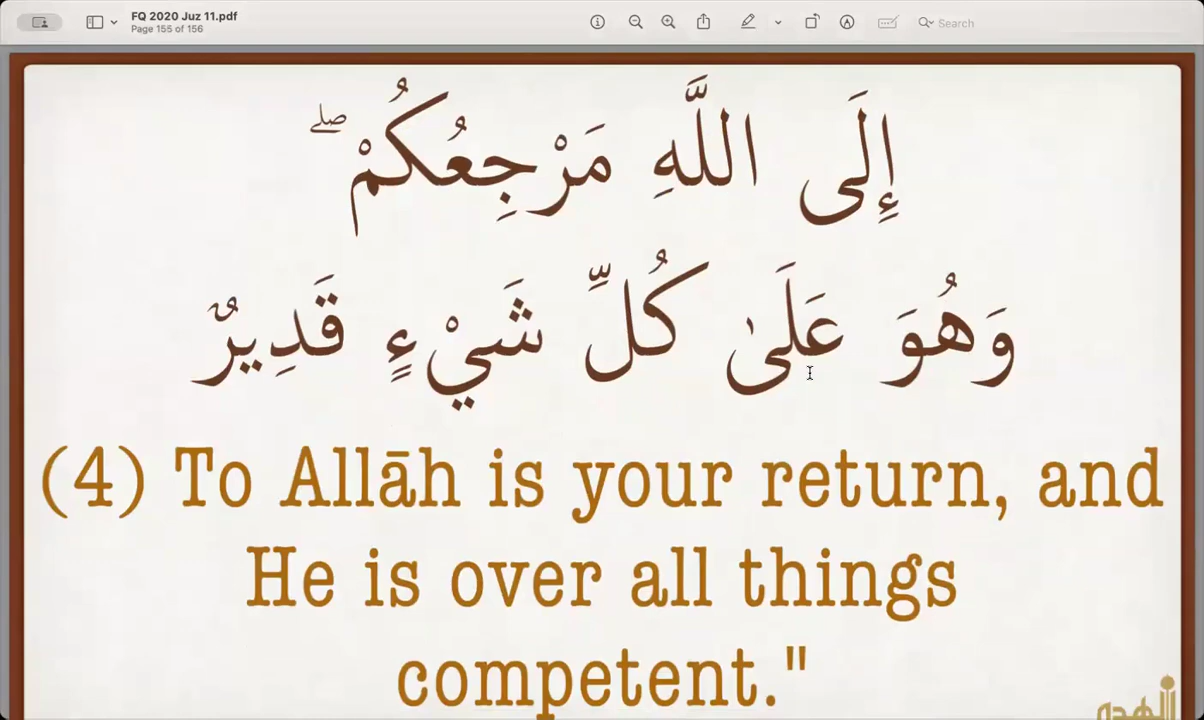 FQ 2020 Juz 11.pdf
Page 155 of 156
Search
إِلَى اللَّهِ مَرْجِعُكُمْ ۖ
وَهُوَ عَلَىٰ كُلِّ شَيْءٍ قَدِيرٌ
(4) To Allāh is your return, and
He is over all things
competent."